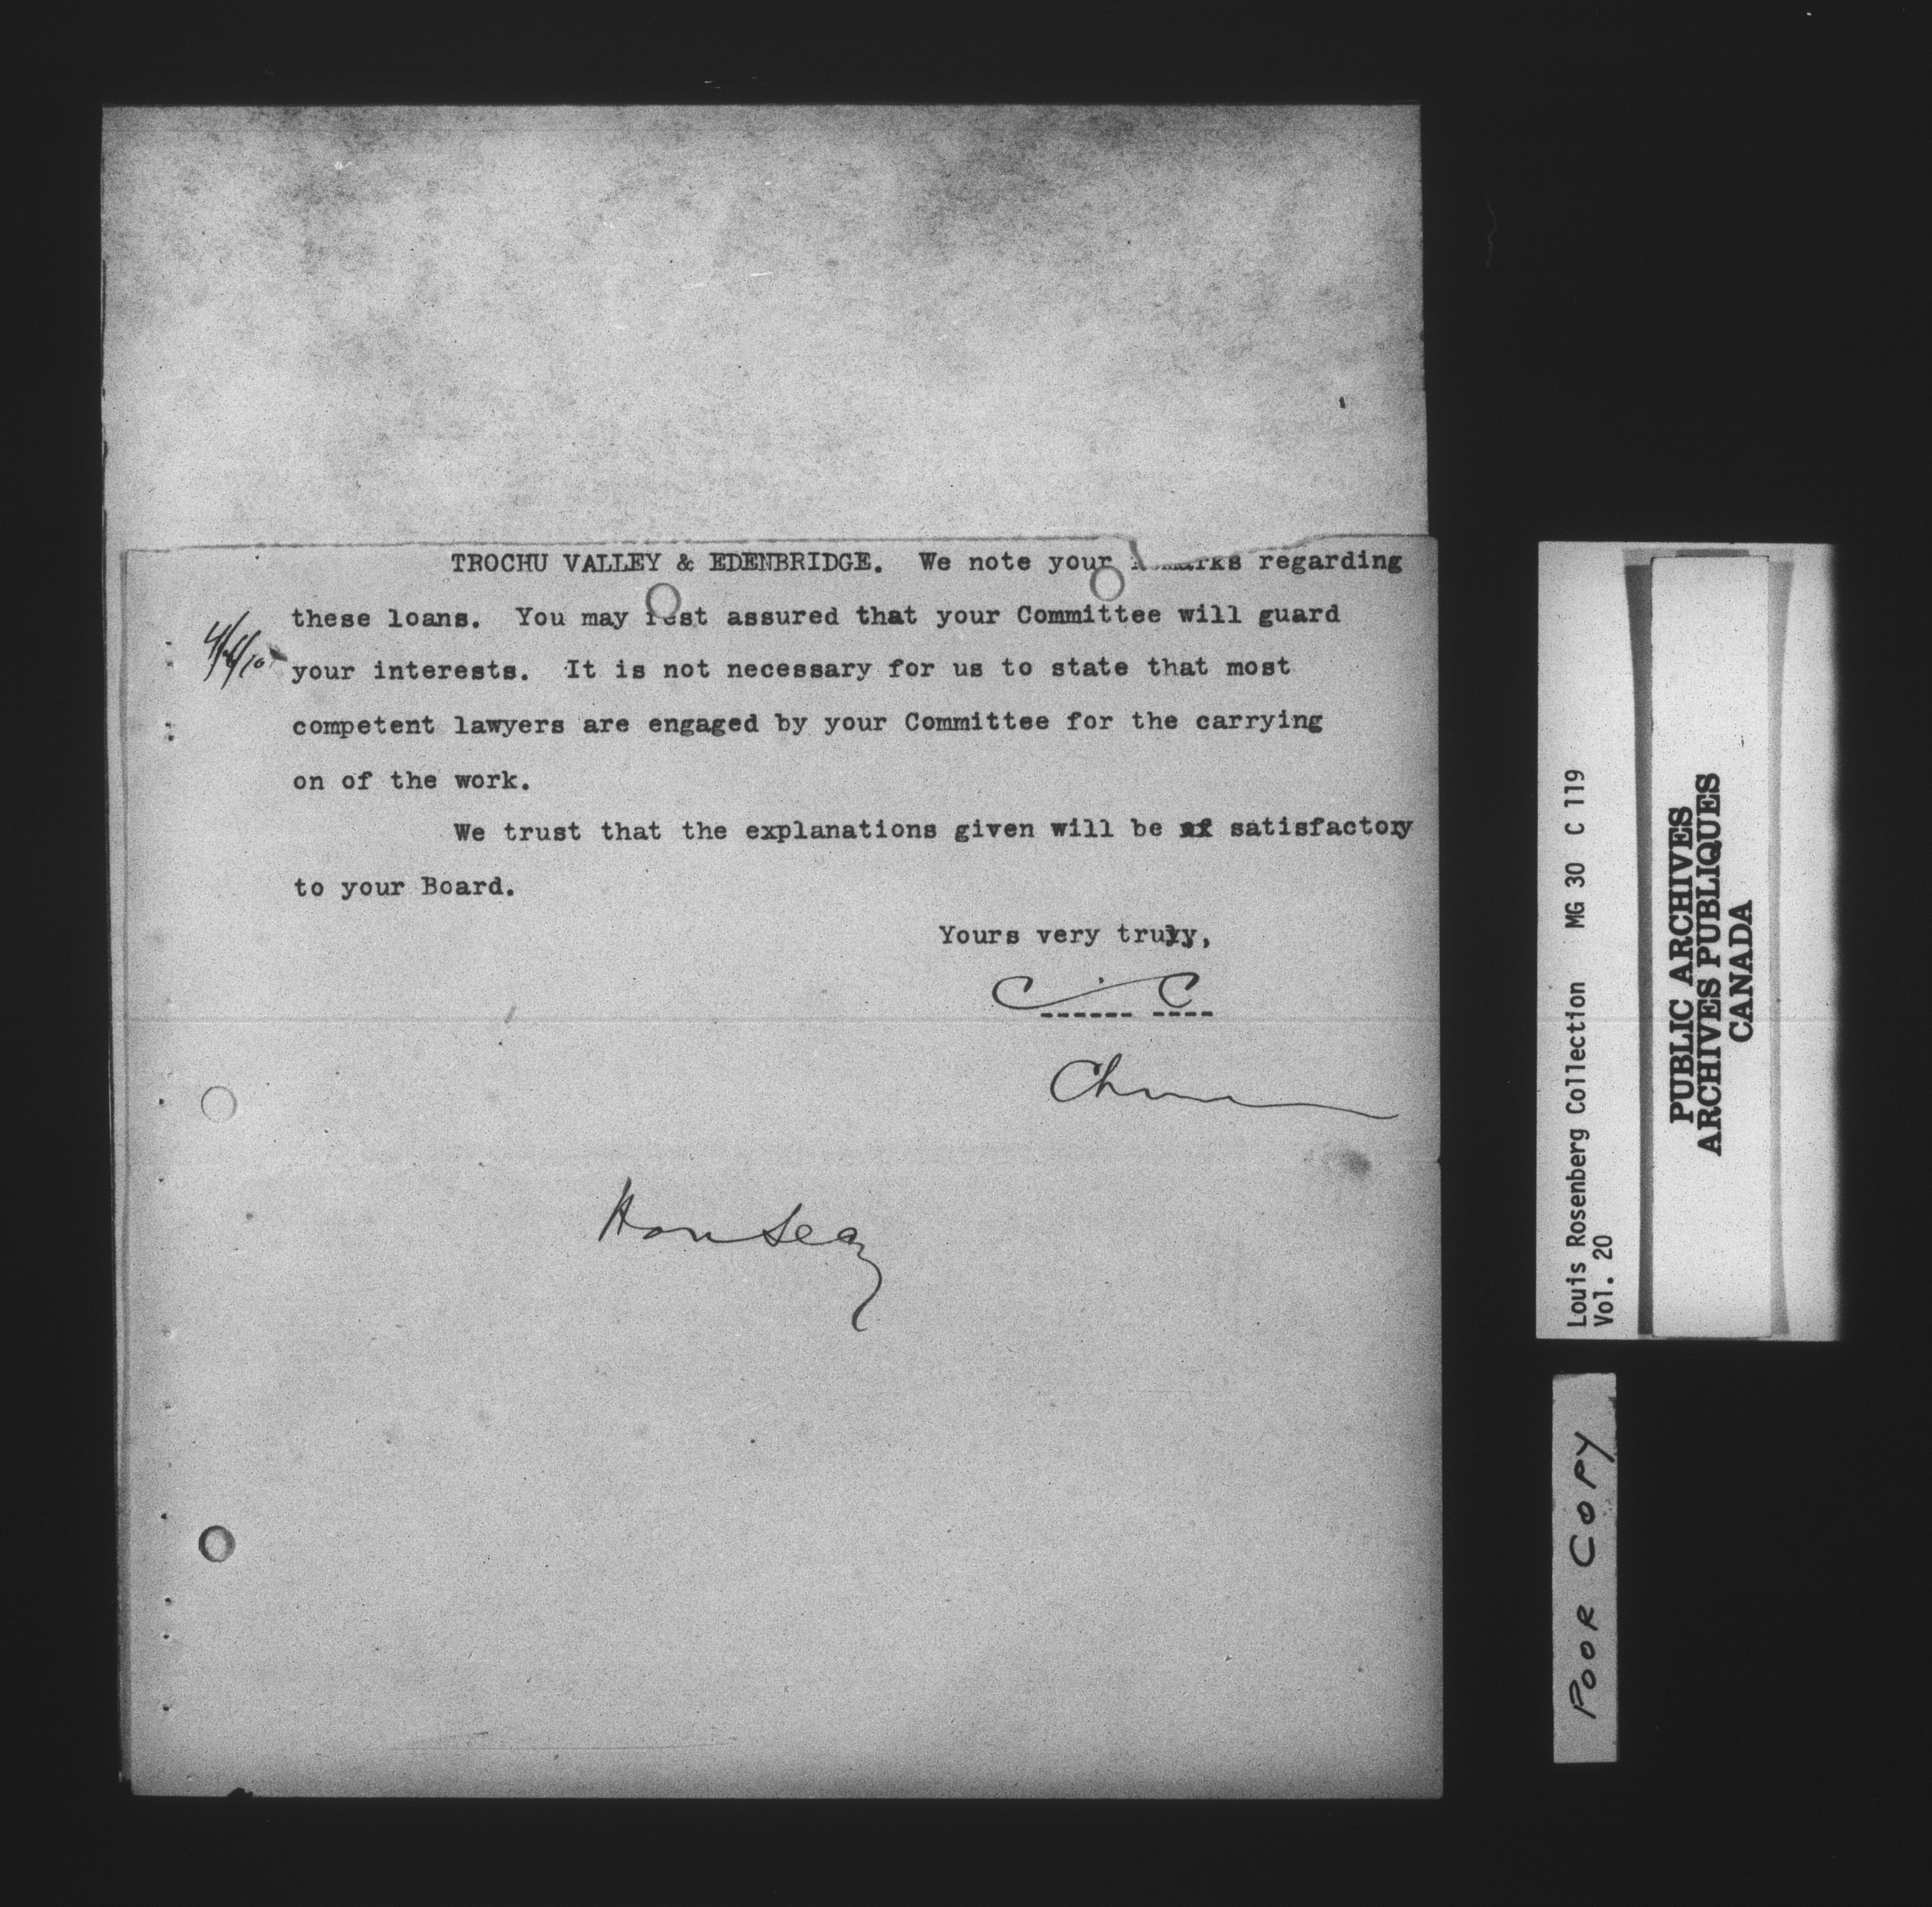 TROCHU VALLEY & EDENBRIDGE. We note your remarks regarding
these loans. You may rest assured that your Committee will guard
your interests. It is not necessary for us to state that most
competent lawyers are engaged by your Committee for the carrying
on of the work.
We trust that the explanations given will be satisfactory
to your Board.
Yours very truly,
Hon Secy
Louis Rosenberg Collection MG 30 C 119
Vol. 20
PUBLIC ARCHIVES
ARCHIVES PUBLIQUES
CANADA
POOR COPY